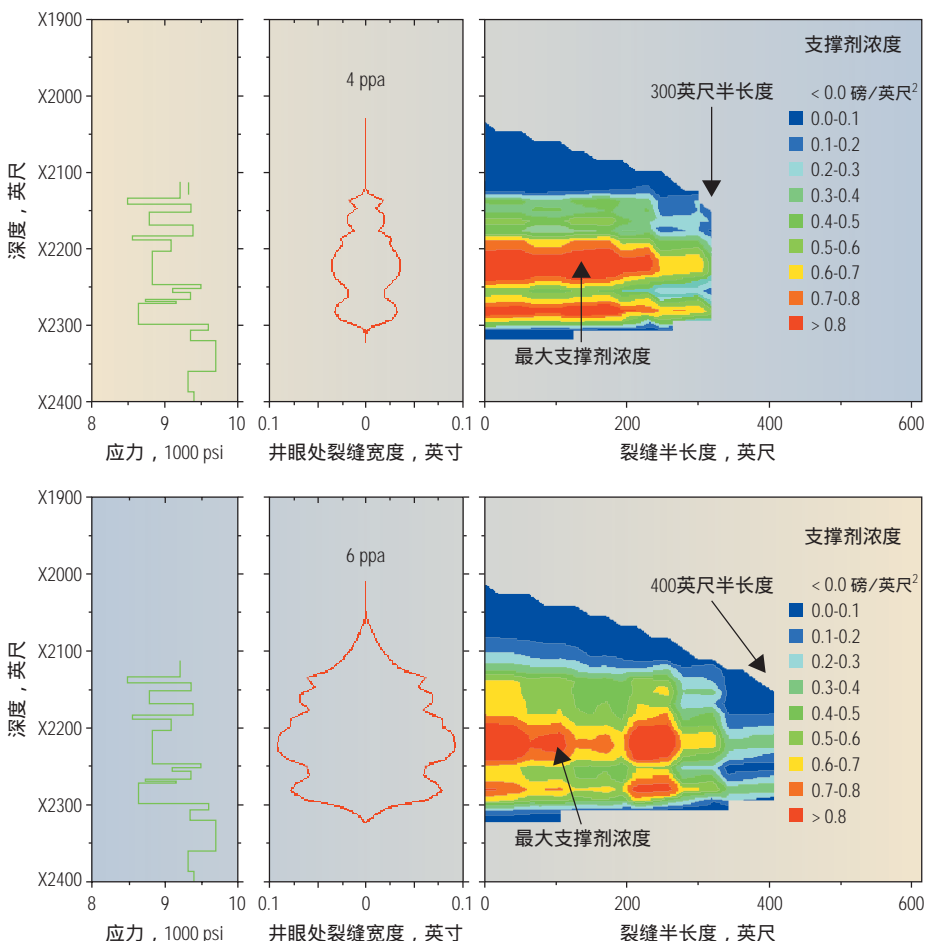 X1900
X2000
X2100
X2200
X2300
X2400
深度，英尺
8
9
10
应力，1000 psi
4 ppa
0.1
0
0.1
井眼处裂缝宽度，英寸
支撑剂浓度
300英尺半长度
< 0.0 磅/英尺²
0.0-0.1
0.1-0.2
0.2-0.3
0.3-0.4
0.4-0.5
0.5-0.6
0.6-0.7
0.7-0.8
> 0.8
最大支撑剂浓度
0
200
400
600
裂缝半长度，英尺
X1900
X2000
X2100
X2200
X2300
X2400
深度，英尺
8
9
10
应力，1000 psi
6 ppa
0.1
0
0.1
井眼处裂缝宽度，英寸
支撑剂浓度
400英尺半长度
< 0.0 磅/英尺²
0.0-0.1
0.1-0.2
0.2-0.3
0.3-0.4
0.4-0.5
0.5-0.6
0.6-0.7
0.7-0.8
> 0.8
最大支撑剂浓度
0
200
400
600
裂缝半长度，英尺